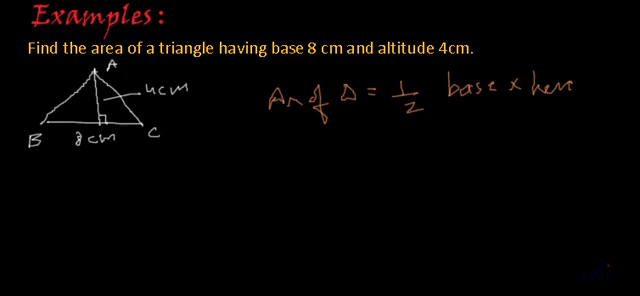 Examples:
Find the area of a triangle having base 8 cm and altitude 4cm.
A
4cm
B 8cm C
Ar of Δ = 1/2 base ×